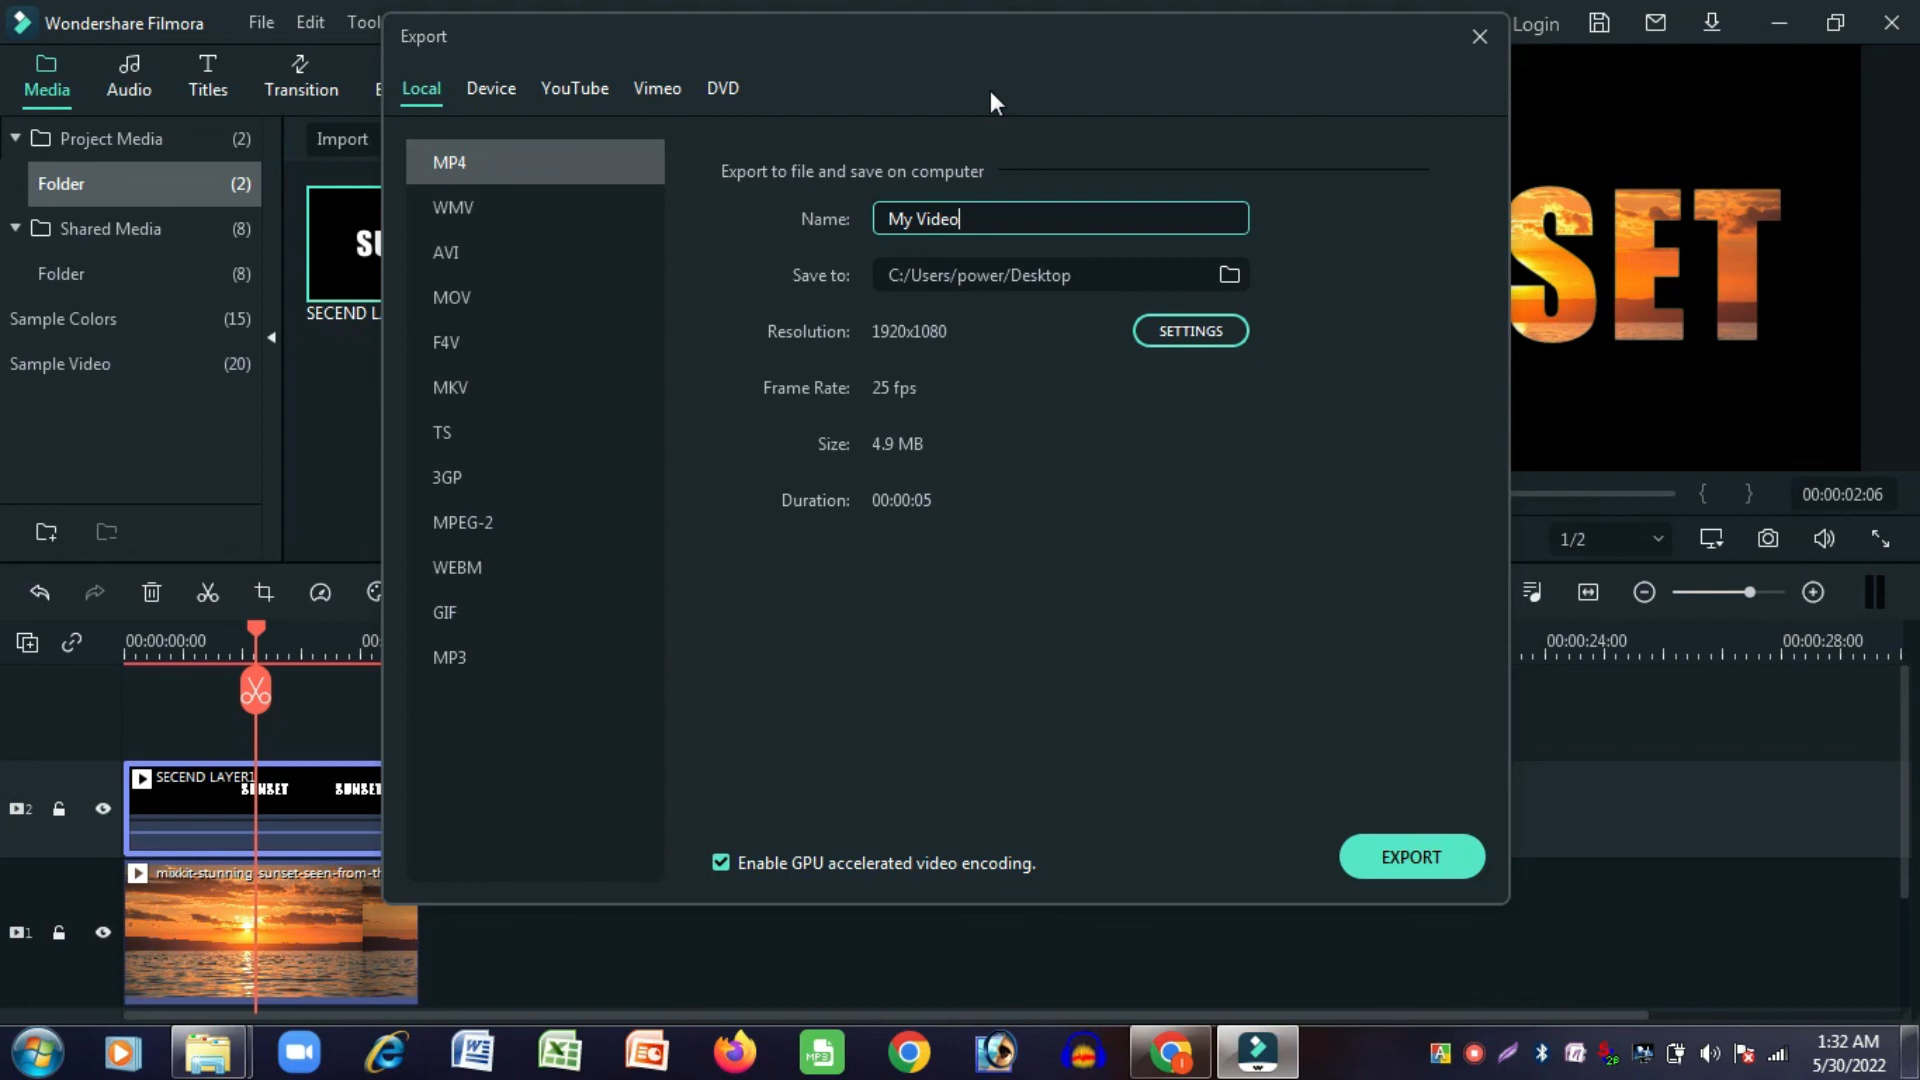 Wondershare Filmora
File
Edit
Login
Export
Media
Audio
Titles
Transition
Local
Device
YouTube
Vimeo
DVD
Project Media (2)
Folder (2)
Shared Media (8)
Folder (8)
Sample Colors (15)
Sample Video (20)
Import
SECEND L
MP4
WMV
AVI
MOV
F4V
MKV
TS
3GP
MPEG-2
WEBM
GIF
MP3
Export to file and save on computer
Name: My Video
Save to: C:/Users/power/Desktop
Resolution: 1920x1080
SETTINGS
Frame Rate: 25 fps
Size: 4.9 MB
Duration: 00:00:05
Enable GPU accelerated video encoding.
EXPORT
SET
00:00:02:06
1/2
00:00:00:00
00:00:24:00
00:00:28:00
SECEND LAYER1
SUNSET
2
mixkit-stunning-sunset-seen-from-th
1
1:32 AM
5/30/2022